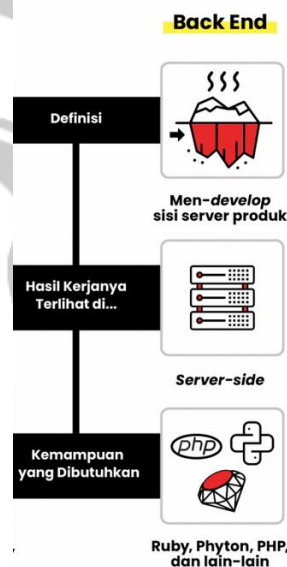 Back End
Definisi
Men-develop
sisi server produk
Hasil Kerjanya
Terlihat di...
Server-side
php
Kemampuan
yang Dibutuhkan
,
Ruby, Phyton, PHP,
dan lain-lain